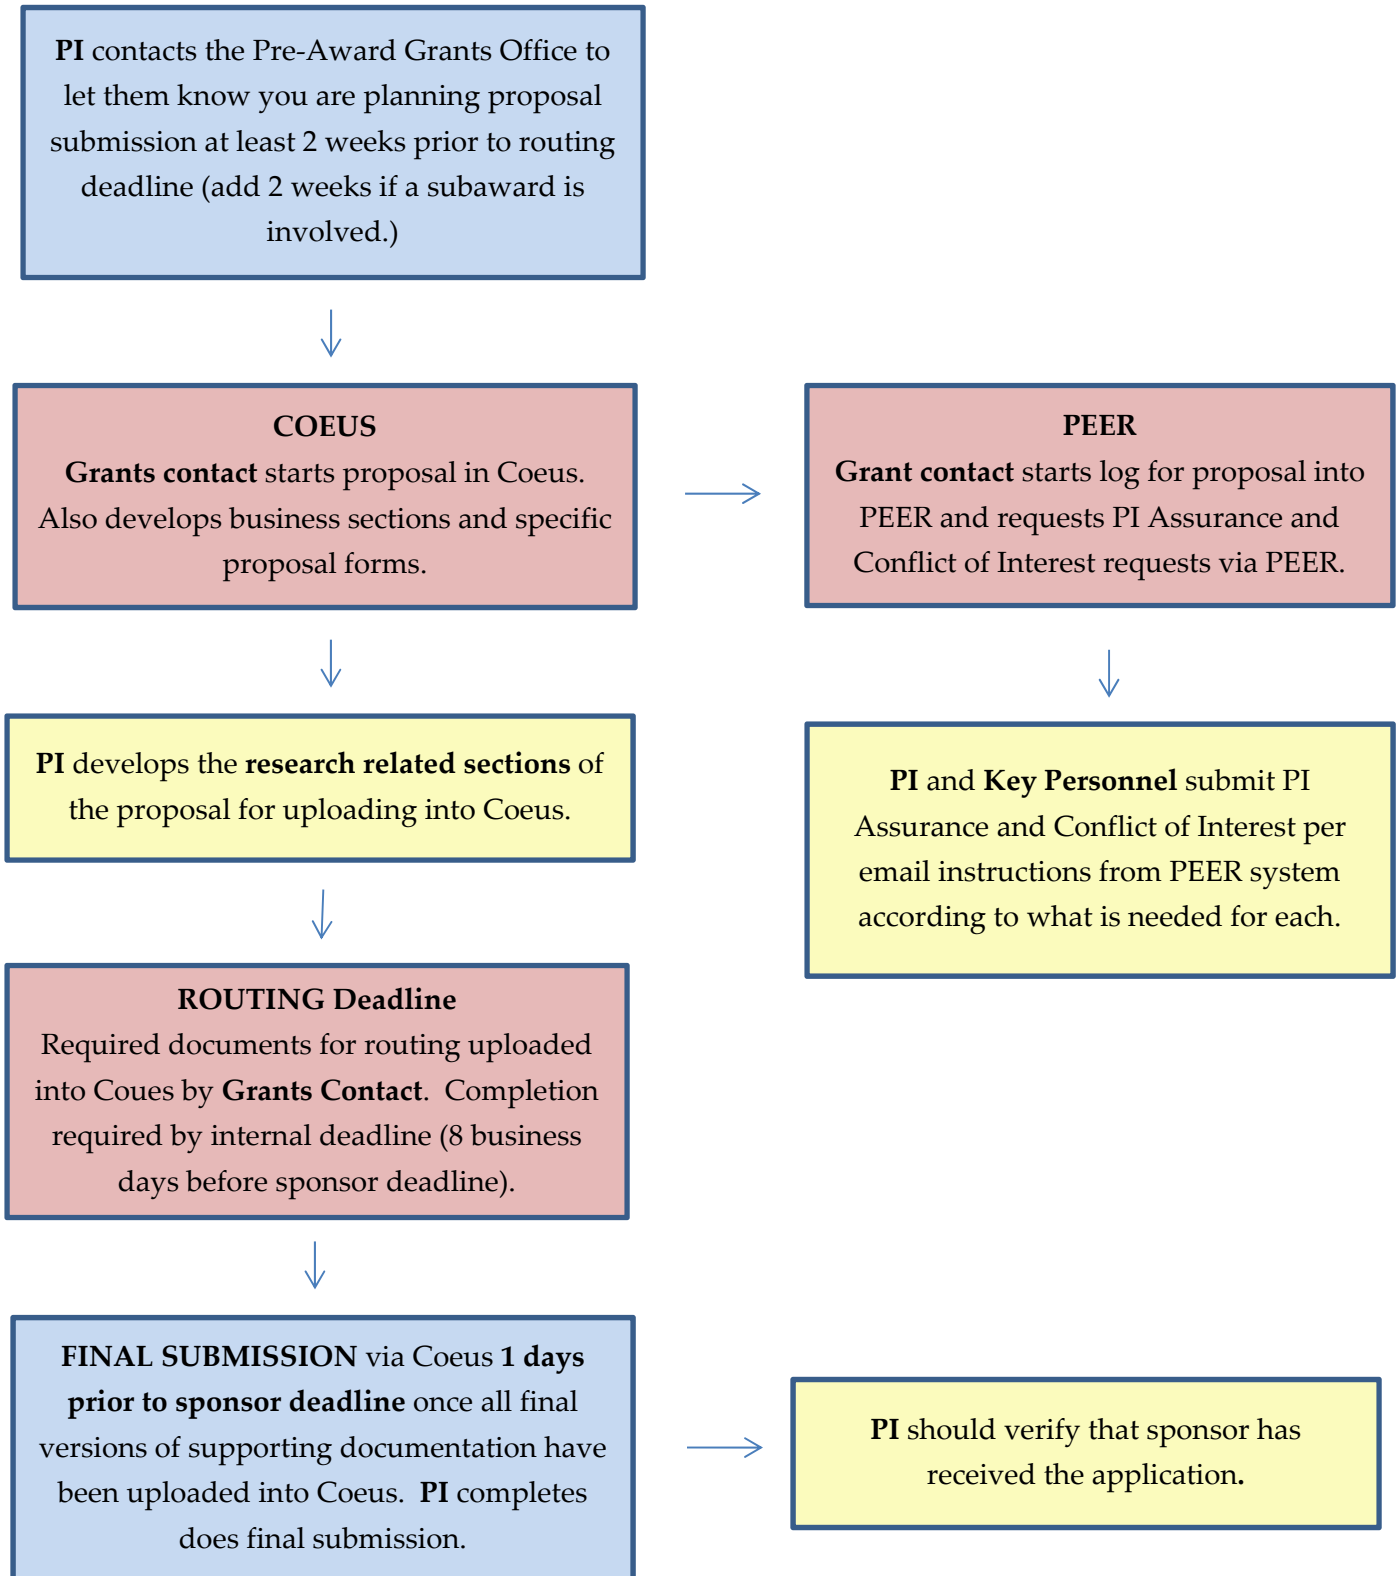 PI contacts the Pre-Award Grants Office to
let them know you are planning proposal
submission at least 2 weeks prior to routing
deadline (add 2 weeks if a subaward is
involved.)
COEUS
Grants contact starts proposal in Coeus.
Also develops business sections and specific
proposal forms.
PEER
Grant contact starts log for proposal into
PEER and requests PI Assurance and
Conflict of Interest requests via PEER.
PI develops the research related sections of
the proposal for uploading into Coeus.
PI and Key Personnel submit PI
Assurance and Conflict of Interest per
email instructions from PEER system
according to what is needed for each.
ROUTING Deadline
Required documents for routing uploaded
into Coues by Grants Contact.  Completion
required by internal deadline (8 business
days before sponsor deadline).
FINAL SUBMISSION via Coeus 1 days
prior to sponsor deadline once all final
versions of supporting documentation have
been uploaded into Coeus.  PI completes
does final submission.
PI should verify that sponsor has
received the application.